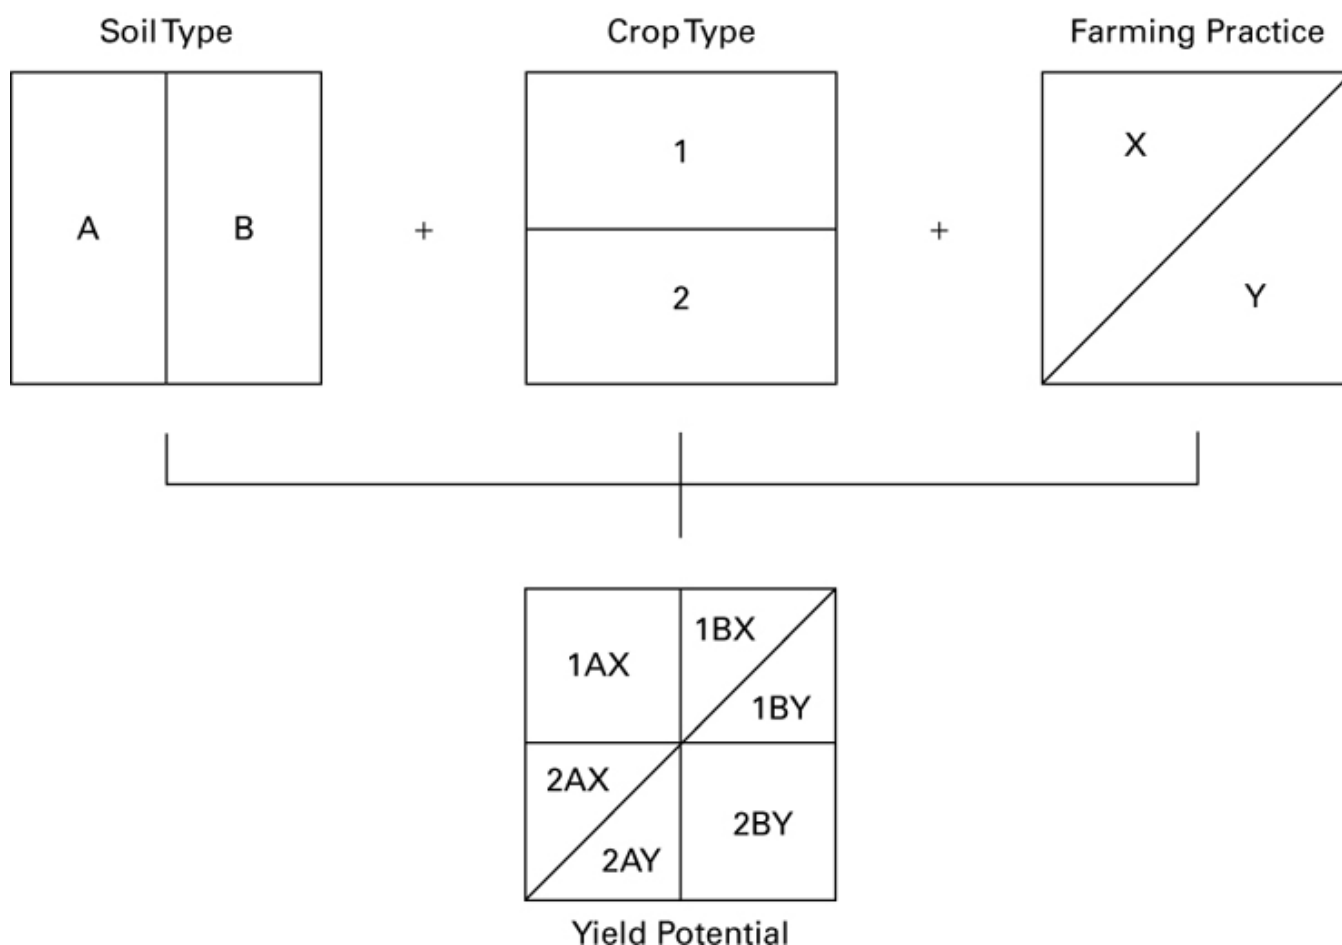 Soil Type
Crop Type
Farming Practice
A
B
+
1
2
+
X
Y
1AX
1BX
1BY
2AX
2AY
2BY
Yield Potential